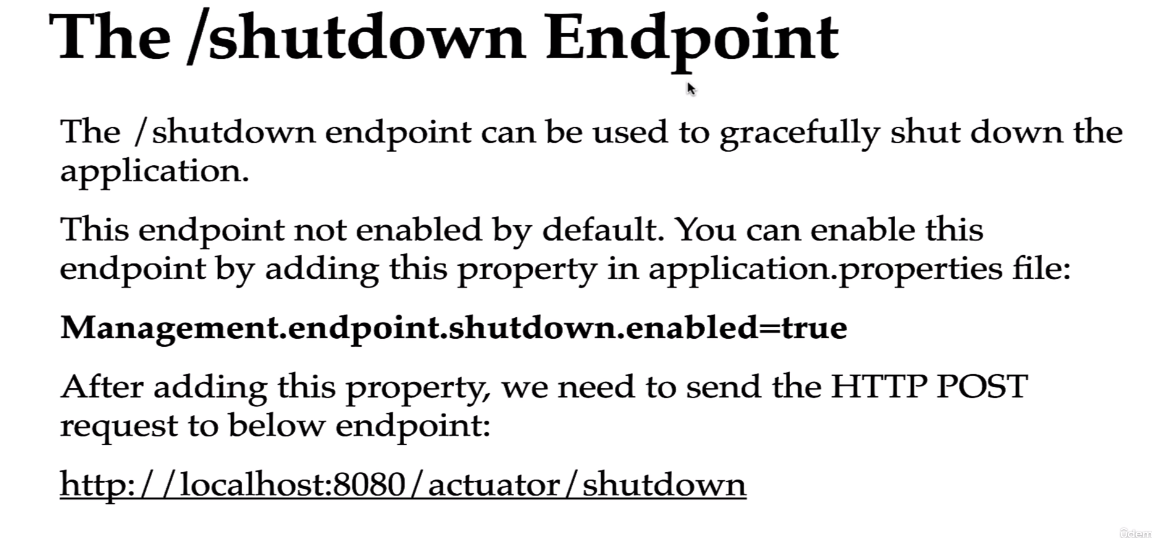 The /shutdown Endpoint
The /shutdown endpoint can be used to gracefully shut down the
application.
This endpoint not enabled by default. You can enable this
endpoint by adding this property in application.properties file:
Management.endpoint.shutdown.enabled=true
After adding this property, we need to send the HTTP POST
request to below endpoint:
http://localhost:8080/actuator/shutdown